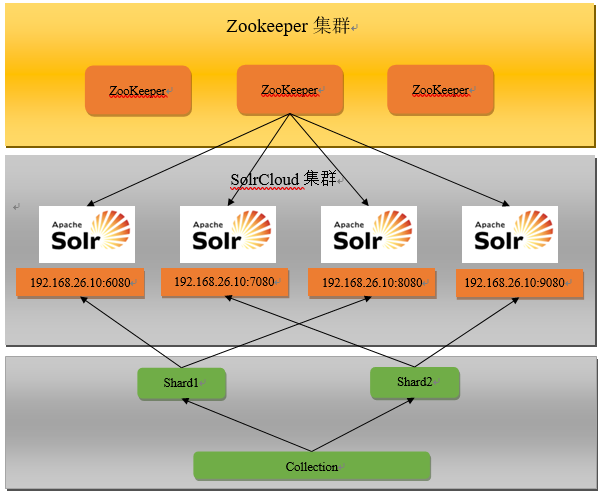 Zookeeper 集群
ZooKeeper
ZooKeeper
ZooKeeper
SolrCloud 集群
Apache
Solr
Apache
Solr
Apache
Solr
Apache
Solr
192.168.26.10:6080
192.168.26.10:7080
192.168.26.10:8080
192.168.26.10:9080
Shard1
Shard2
Collection